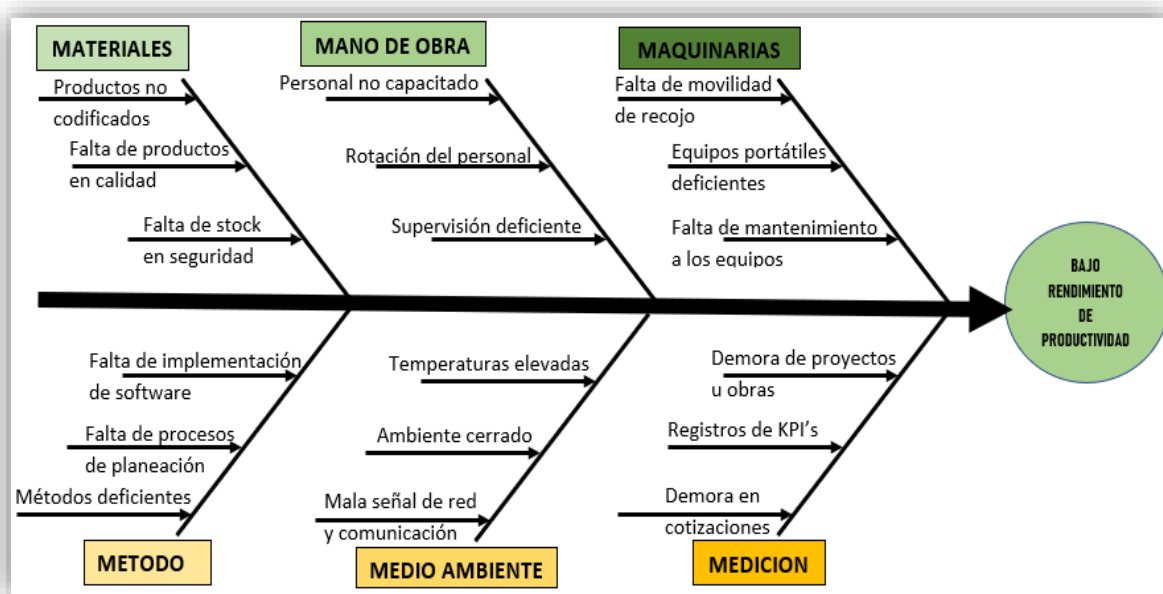 MATERIALES
Productos no
codificados
Falta de productos
en calidad
Falta de stock
en seguridad
MANO DE OBRA
Personal no capacitado
Rotación del personal
Supervisión deficiente
MAQUINARIAS
Falta de movilidad
de recojo
Equipos portátiles
deficientes
Falta de mantenimiento
a los equipos
BAJO
RENDIMIENTO
DE
PRODUCTIVIDAD
Falta de implementación
de software
Falta de procesos
de planeación
Métodos deficientes
METODO
Temperaturas elevadas
Ambiente cerrado
Mala señal de red
y comunicación
MEDIO AMBIENTE
Demora de proyectos
u obras
Registros de KPI's
Demora en
cotizaciones
MEDICION